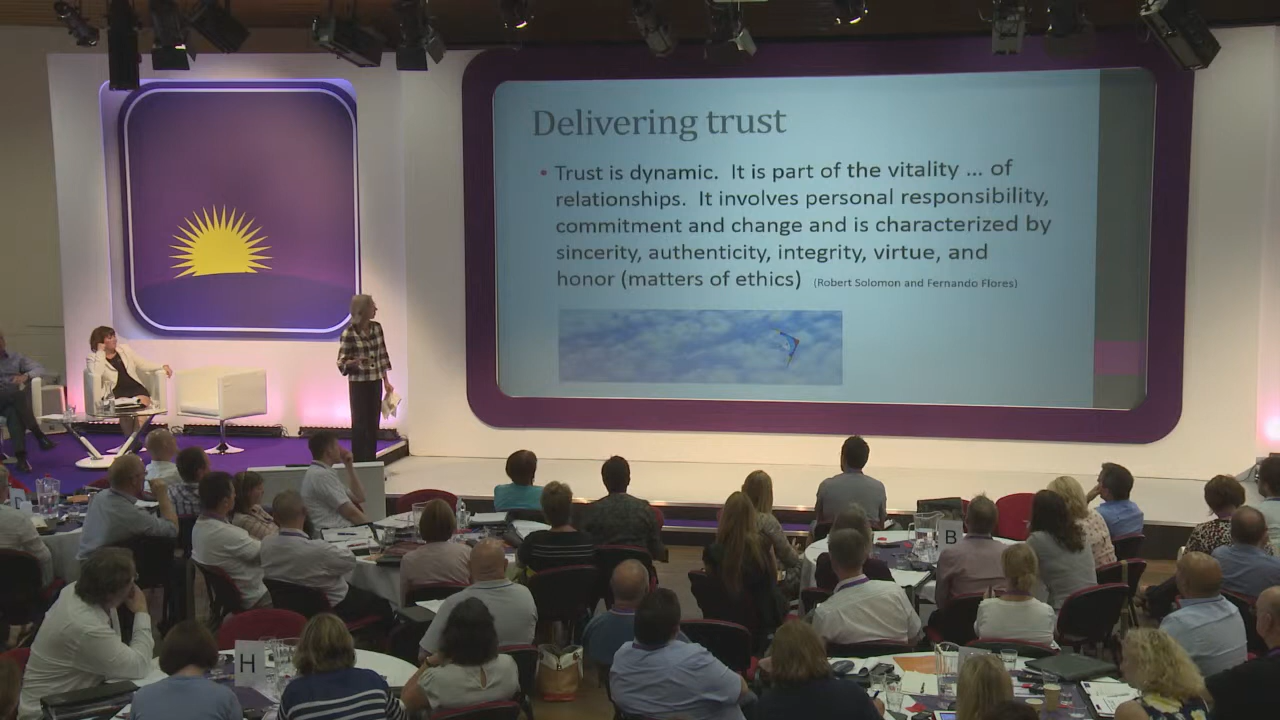 Delivering trust
• Trust is dynamic. It is part of the vitality ... of
relationships. It involves personal responsibility,
commitment and change and is characterized by
sincerity, authenticity, integrity, virtue, and
honor (matters of ethics) (Robert Solomon and Fernando Flores)
B
H